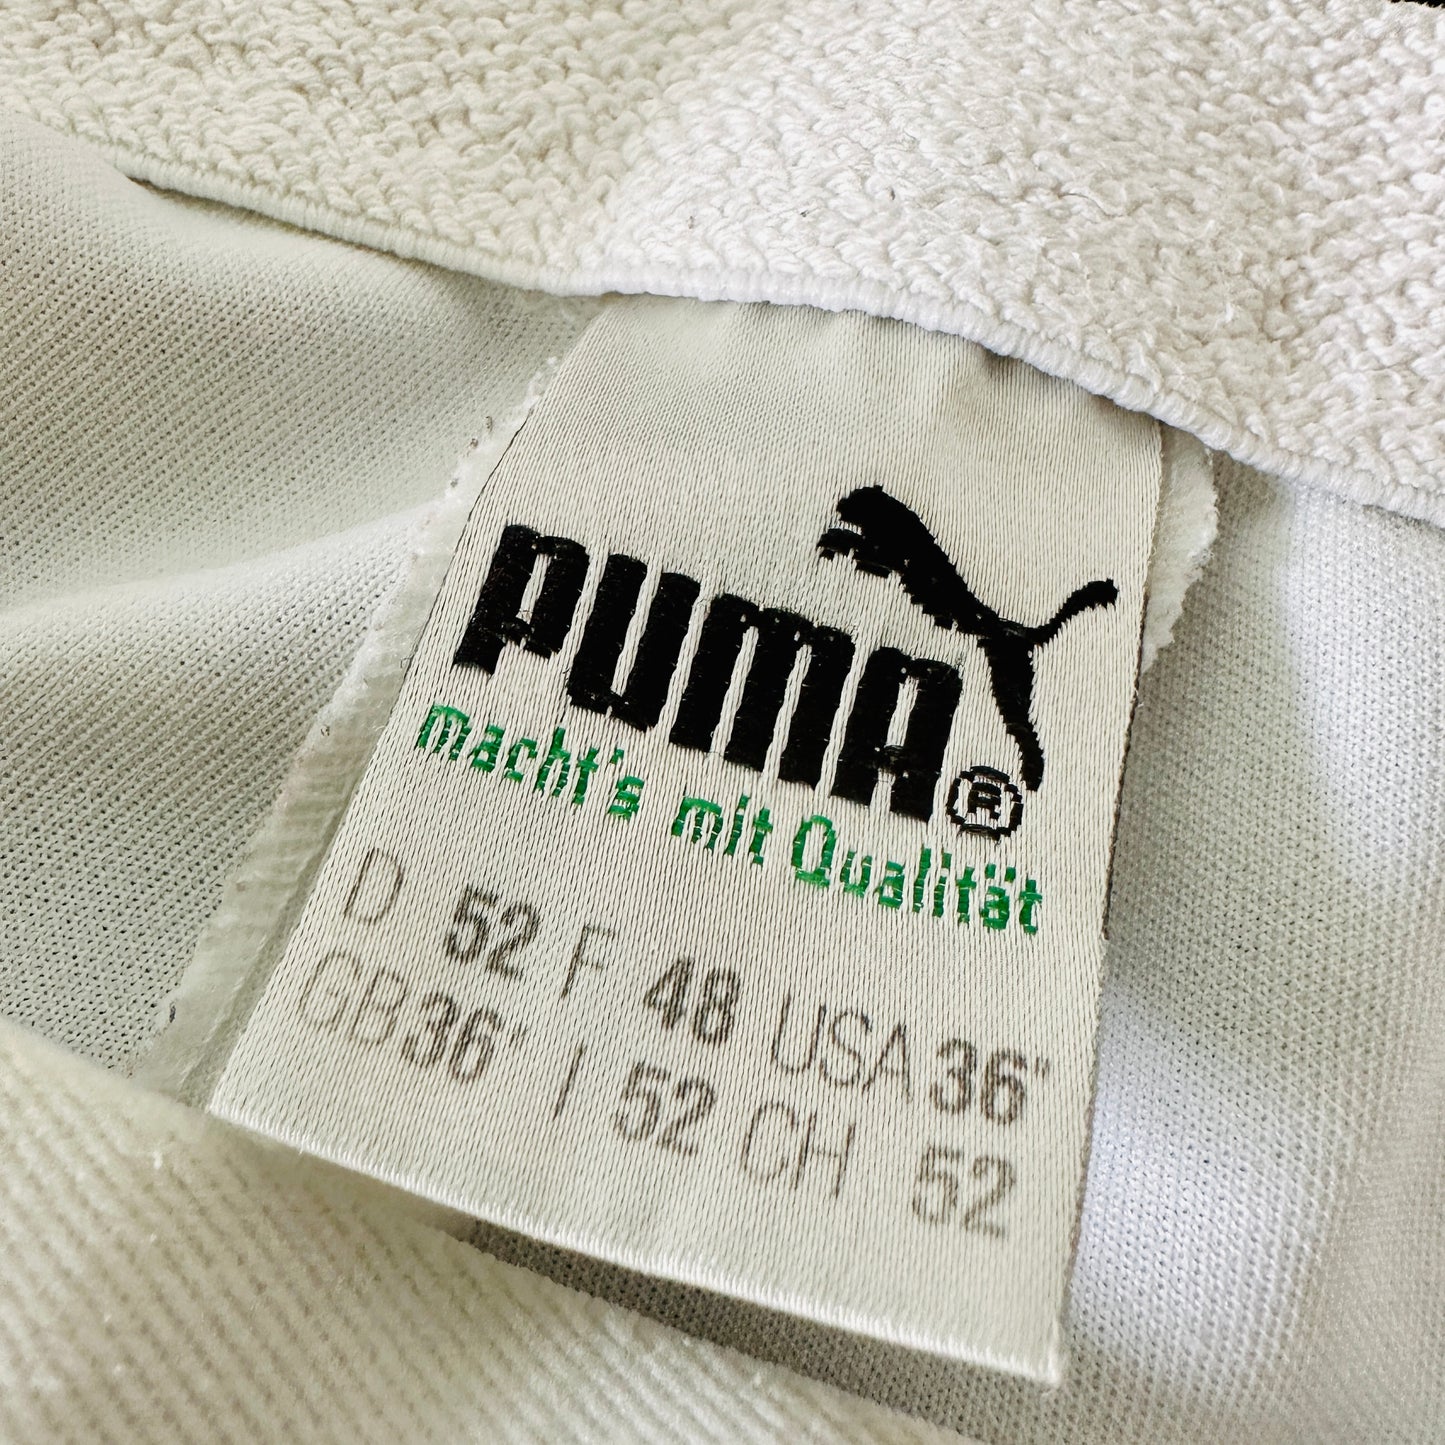 PUMA®
macht's mit Qualität
D 52 F 48 USA 36"
GB 36" I 52 CH 52